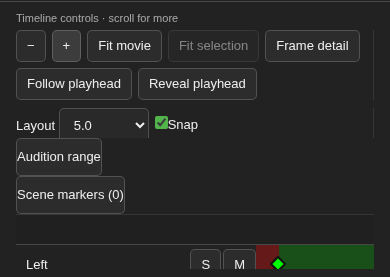 Timeline controls · scroll for more
− + Fit movie Fit selection Frame detail
Follow playhead Reveal playhead
Layout 5.0 Snap
Audition range
Scene markers (0)
Left S M